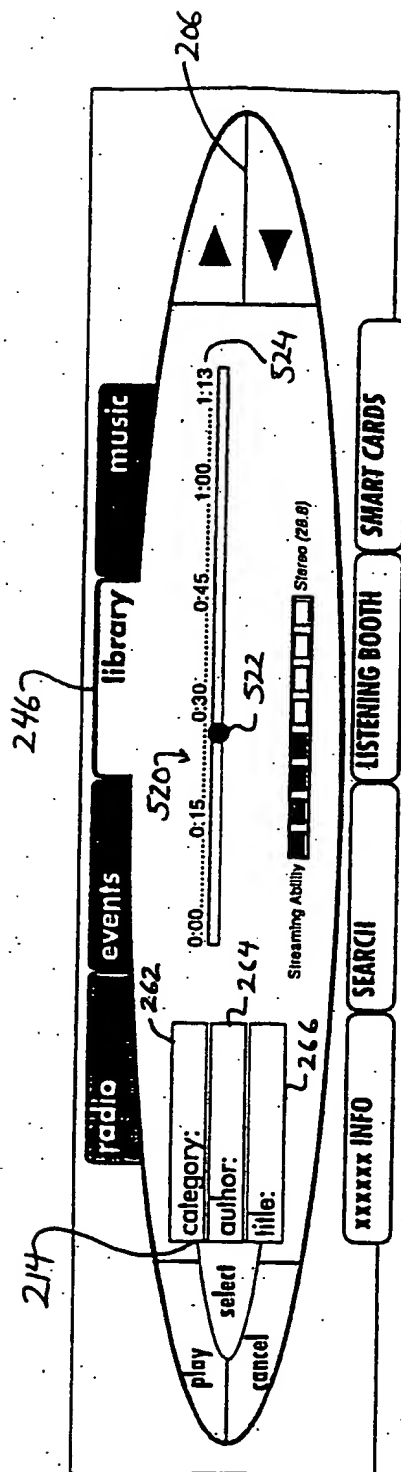 246
206
radio
events
library
music
214
262
264
266
play
select
cancel
category:
author:
title:
520
0:00..........0:15..........0:30..........0:45..........1:00..........1:13
522
524
Streaming Ability
Stereo (28.8)
xxxxxx INFO
SEARCH
LISTENING BOOTH
SMART CARDS